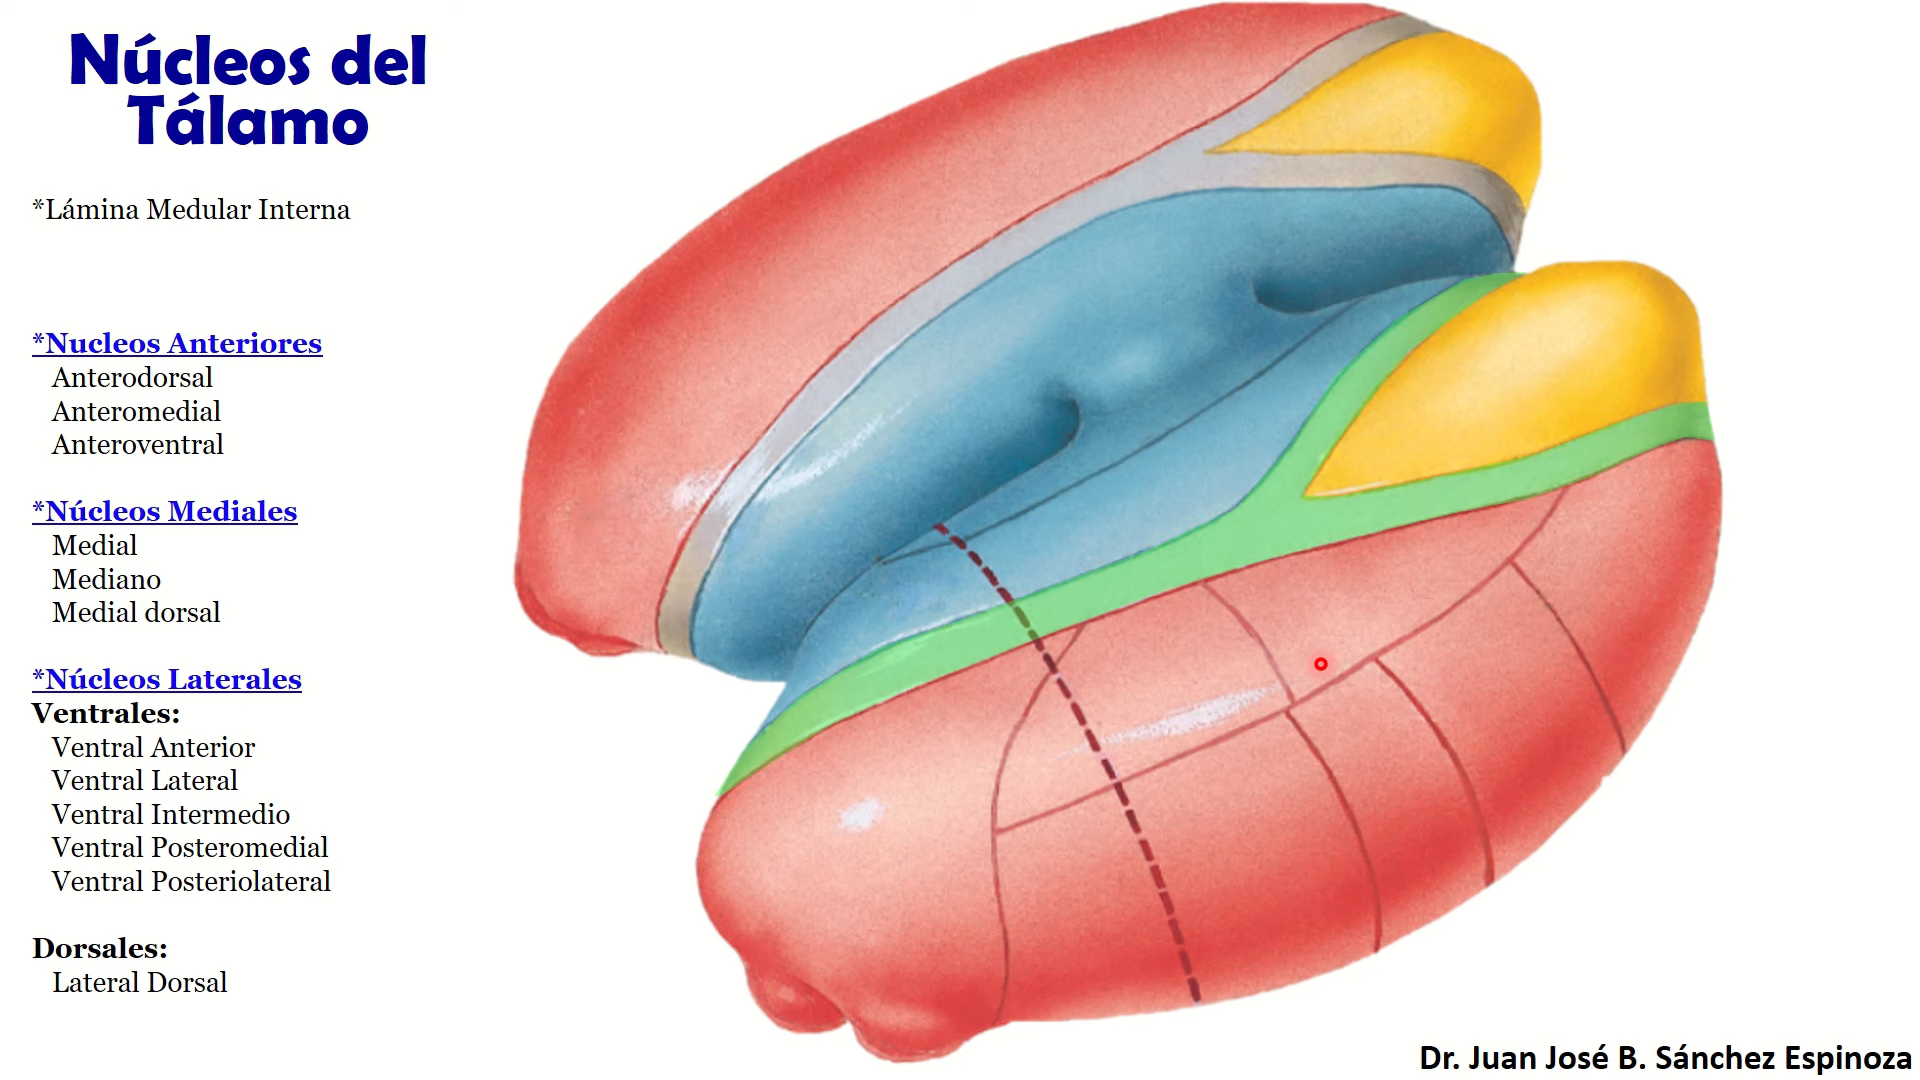 Núcleos del
Tálamo
*Lámina Medular Interna
*Nucleos Anteriores
Anterodorsal
Anteromedial
Anteroventral
*Núcleos Mediales
Medial
Mediano
Medial dorsal
*Núcleos Laterales
Ventrales:
Ventral Anterior
Ventral Lateral
Ventral Intermedio
Ventral Posteromedial
Ventral Posteriolateral
Dorsales:
Lateral Dorsal
Dr. Juan José B. Sánchez Espinoza